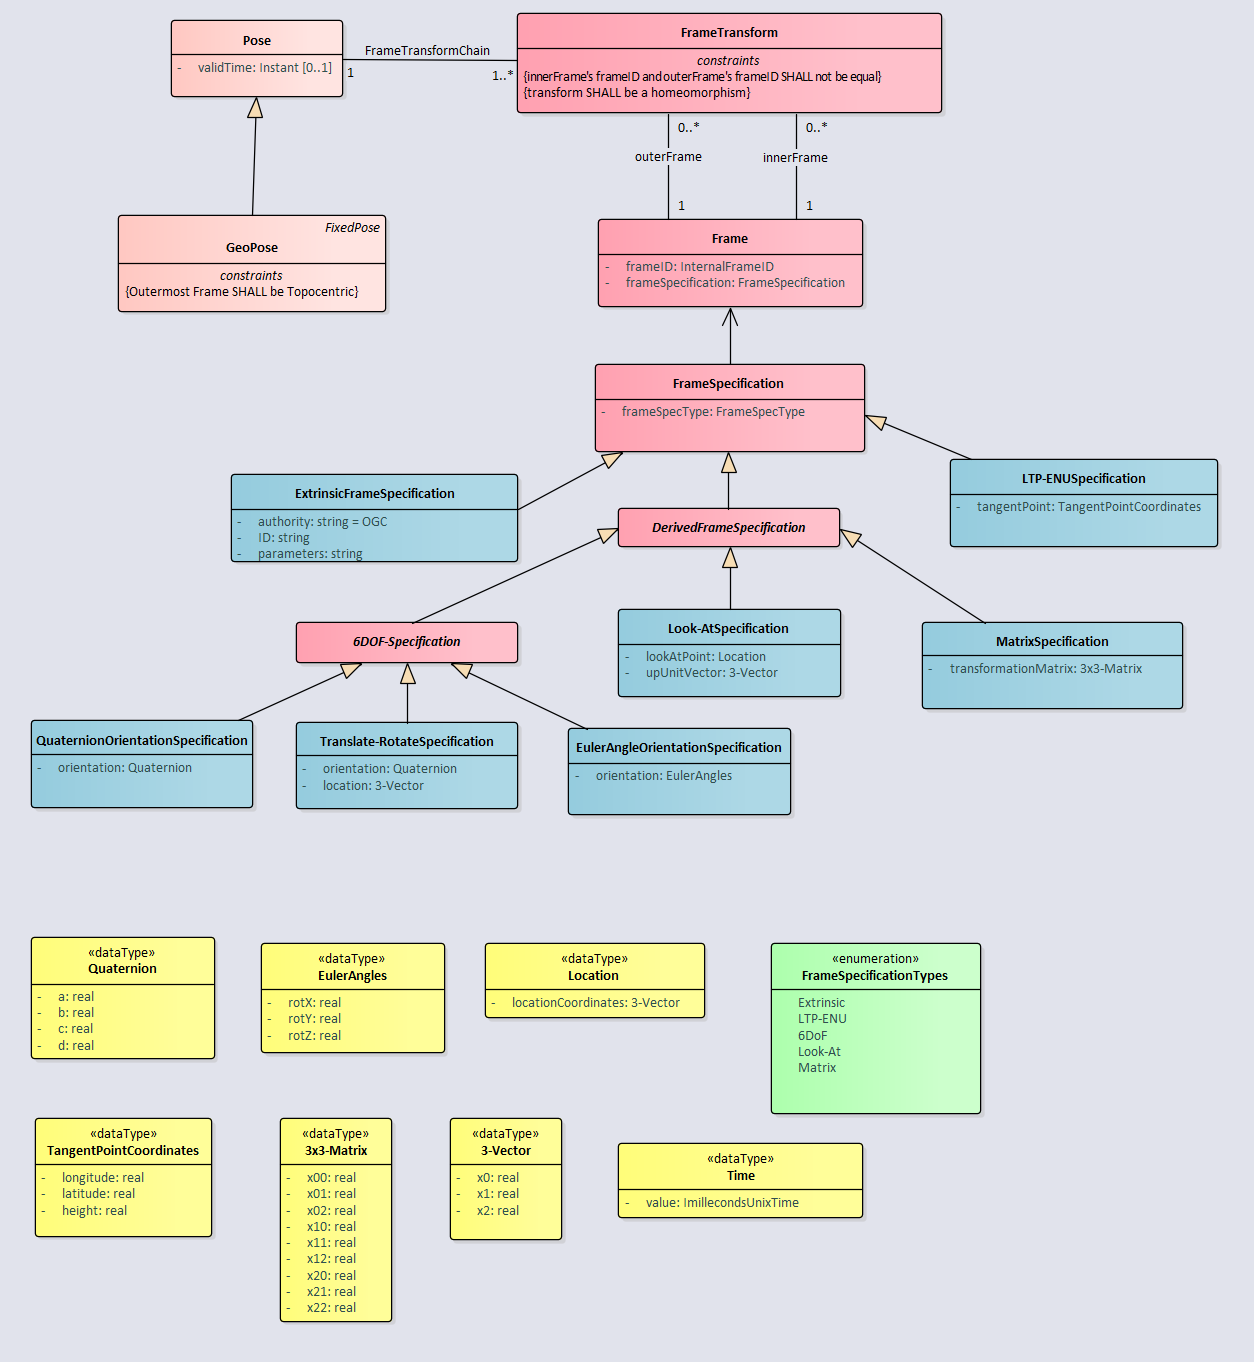 Pose
- validTime: Instant [0..1]
FrameTransformChain
1
1..*
FrameTransform
constraints
{innerFrame's frameID and outerFrame's frameID SHALL not be equal}
{transform SHALL be a homeomorphism}
0..*
0..*
outerFrame
innerFrame
1
1
FixedPose
GeoPose
constraints
{Outermost Frame SHALL be Topocentric}
Frame
- frameID: InternalFrameID
- frameSpecification: FrameSpecification
FrameSpecification
- frameSpecType: FrameSpecType
ExtrinsicFrameSpecification
- authority: string = OGC
- ID: string
- parameters: string
LTP-ENUSpecification
- tangentPoint: TangentPointCoordinates
DerivedFrameSpecification
6DOF-Specification
Look-AtSpecification
- lookAtPoint: Location
- upUnitVector: 3-Vector
MatrixSpecification
- transformationMatrix: 3x3-Matrix
QuaternionOrientationSpecification
- orientation: Quaternion
Translate-RotateSpecification
- orientation: Quaternion
- location: 3-Vector
EulerAngleOrientationSpecification
- orientation: EulerAngles
«dataType»
Quaternion
- a: real
- b: real
- c: real
- d: real
«dataType»
EulerAngles
- rotX: real
- rotY: real
- rotZ: real
«dataType»
Location
- locationCoordinates: 3-Vector
«enumeration»
FrameSpecificationTypes
Extrinsic
LTP-ENU
6DoF
Look-At
Matrix
«dataType»
TangentPointCoordinates
- longitude: real
- latitude: real
- height: real
«dataType»
3x3-Matrix
- x00: real
- x01: real
- x02: real
- x10: real
- x11: real
- x12: real
- x20: real
- x21: real
- x22: real
«dataType»
3-Vector
- x0: real
- x1: real
- x2: real
«dataType»
Time
- value: ImillecondsUnixTime